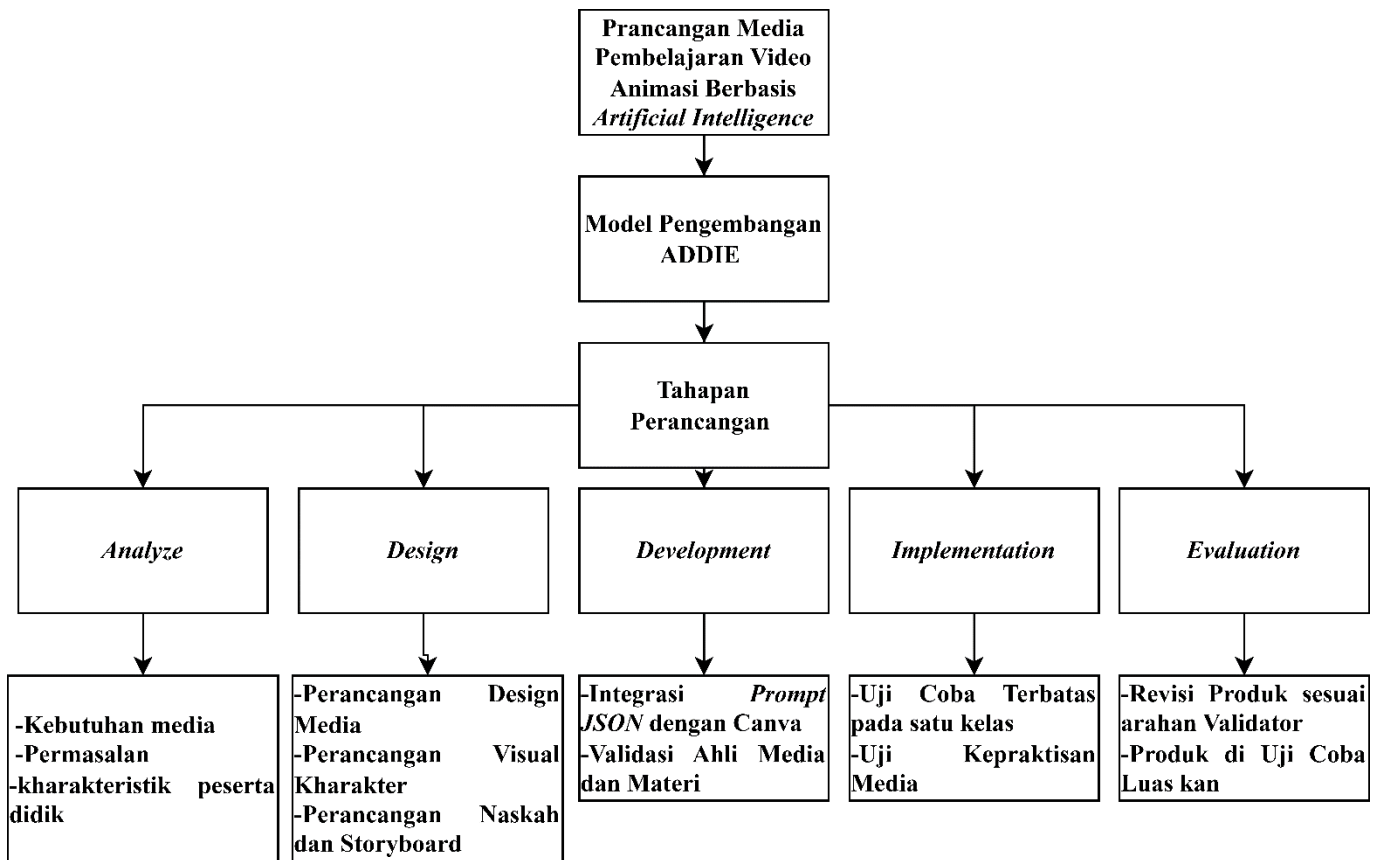 Prancangan Media
Pembelajaran Video
Animasi Berbasis
Artificial Intelligence
Model Pengembangan
ADDIE
Tahapan
Perancangan
Analyze
Design
Development
Implementation
Evaluation
-Kebutuhan media
-Permasalan
-kharakteristik peserta
didik
-Perancangan Design
Media
-Perancangan Visual
Kharakter
-Perancangan Naskah
dan Storyboard
-Integrasi Prompt
JSON dengan Canva
-Validasi Ahli Media
dan Materi
-Uji Coba Terbatas
pada satu kelas
-Uji Kepraktisan
Media
-Revisi Produk sesuai
arahan Validator
-Produk di Uji Coba
Luas kan